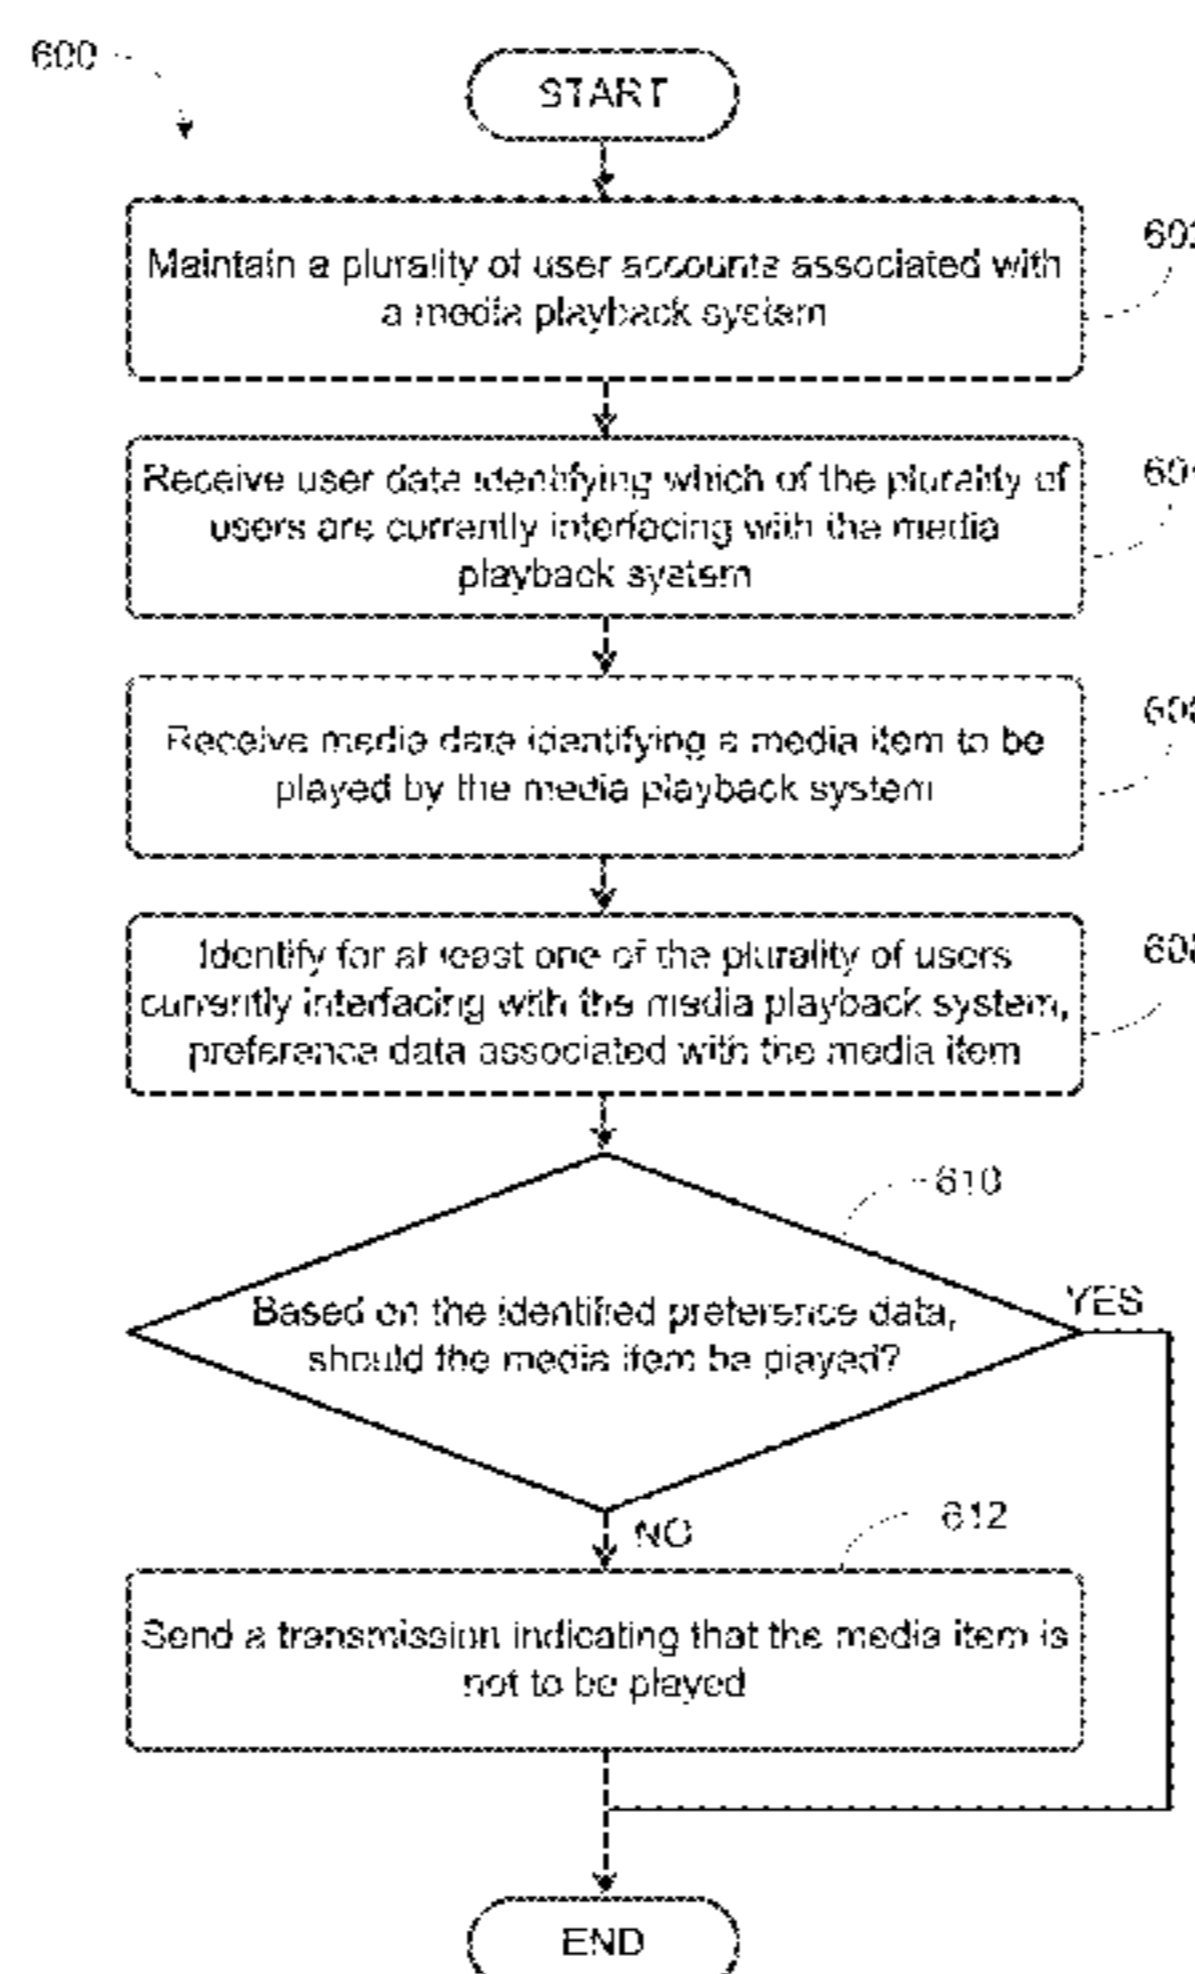 600
START
Maintain a plurality of user accounts associated with
a media playback system
Receive user data identifying which of the plurality of
users are currently interfacing with the media
playback system
Receive media data identifying a media item to be
played by the media playback system
Identify for at least one of the plurality of users
currently interfacing with the media playback system,
preference data associated with the media item
610
Based on the identified preference data,
should the media item be played?
YES
NO
612
Send a transmission indicating that the media item is
not to be played
END